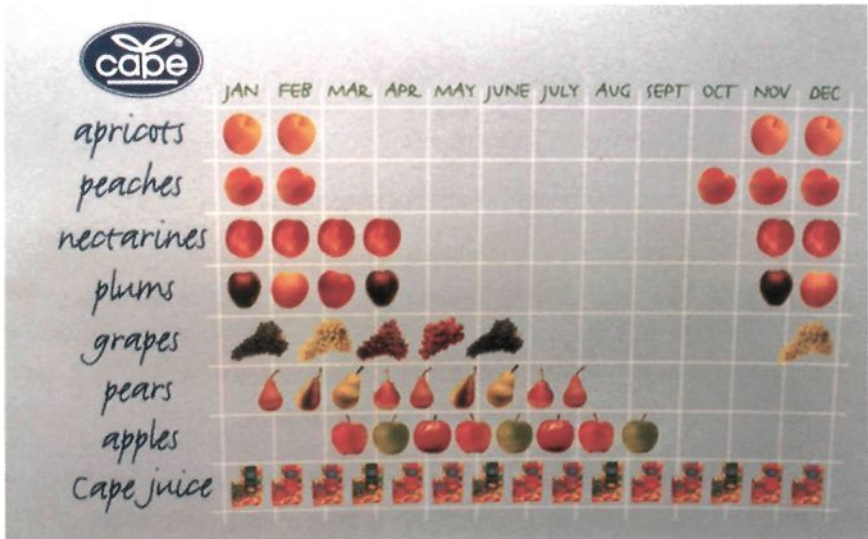 cape®
JAN FEB MAR APR MAY JUNE JULY AUG SEPT OCT NOV DEC
apricots
peaches
nectarines
plums
grapes
pears
apples
Cape juice